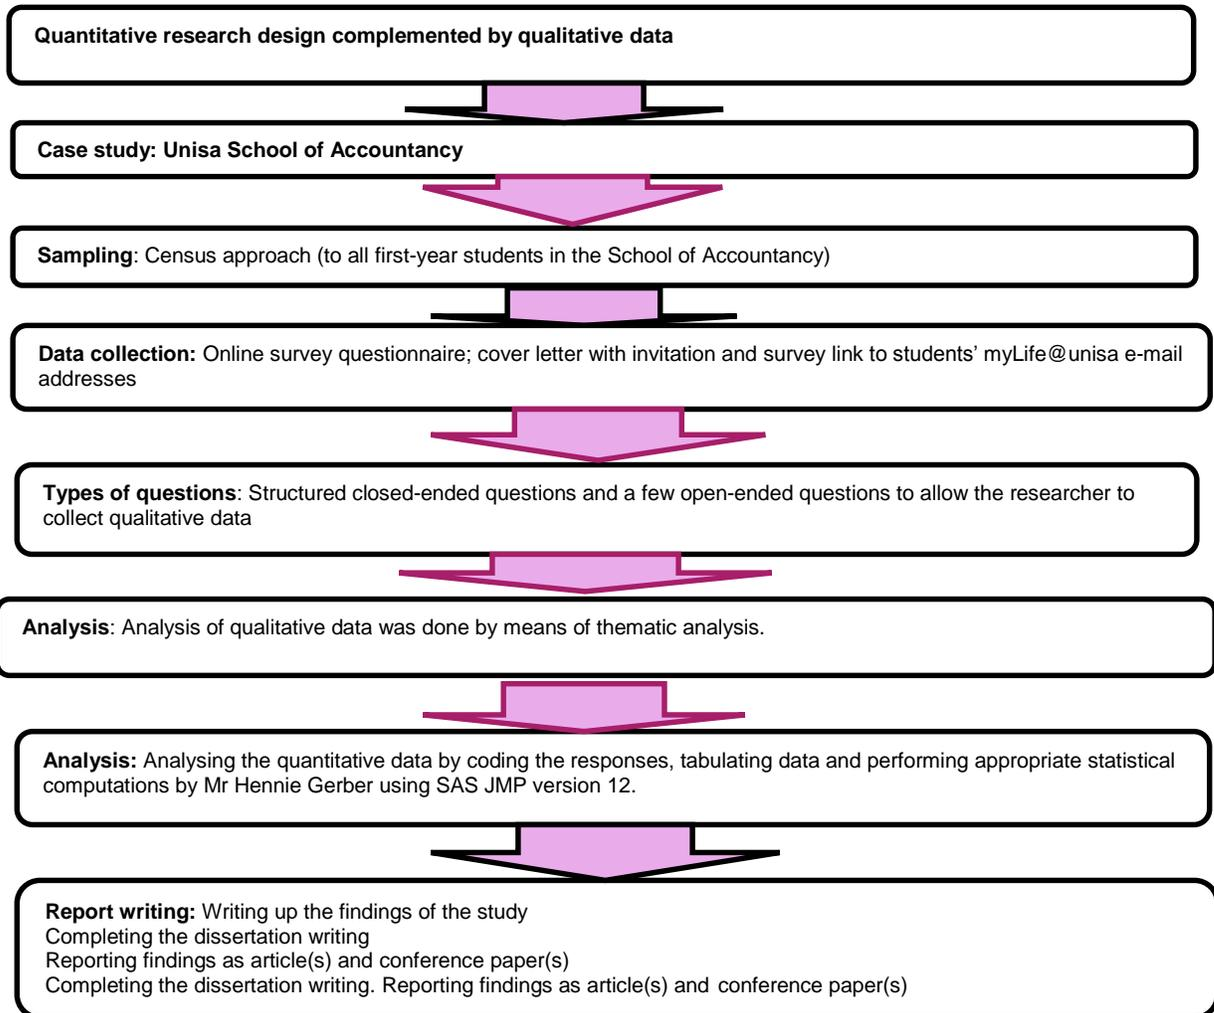 Quantitative research design complemented by qualitative data
Case study: Unisa School of Accountancy
Sampling: Census approach (to all first-year students in the School of Accountancy)
Data collection: Online survey questionnaire; cover letter with invitation and survey link to students’ myLife@unisa e-mail
addresses
Types of questions: Structured closed-ended questions and a few open-ended questions to allow the researcher to
collect qualitative data
Analysis: Analysis of qualitative data was done by means of thematic analysis.
Analysis: Analysing the quantitative data by coding the responses, tabulating data and performing appropriate statistical
computations by Mr Hennie Gerber using SAS JMP version 12.
Report writing: Writing up the findings of the study
Completing the dissertation writing
Reporting findings as article(s) and conference paper(s)
Completing the dissertation writing. Reporting findings as article(s) and conference paper(s)